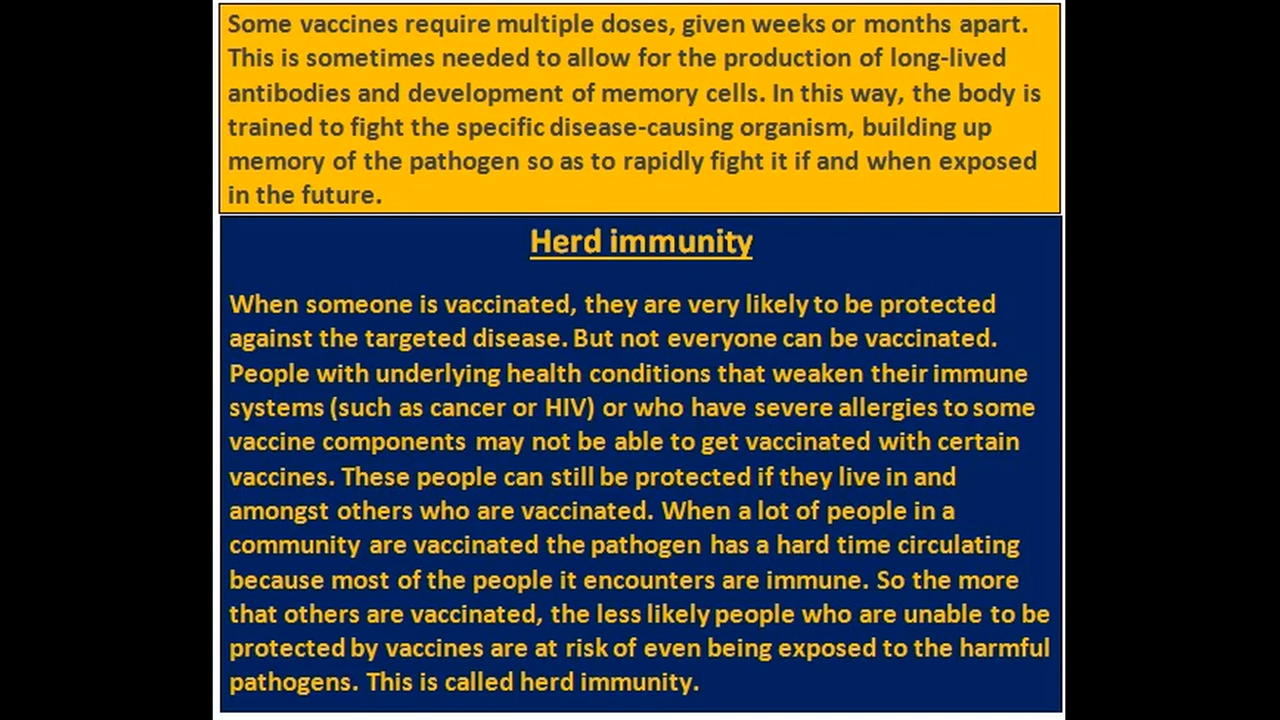 Some vaccines require multiple doses, given weeks or months apart.
This is sometimes needed to allow for the production of long-lived
antibodies and development of memory cells. In this way, the body is
trained to fight the specific disease-causing organism, building up
memory of the pathogen so as to rapidly fight it if and when exposed
in the future.
Herd immunity
When someone is vaccinated, they are very likely to be protected
against the targeted disease. But not everyone can be vaccinated.
People with underlying health conditions that weaken their immune
systems (such as cancer or HIV) or who have severe allergies to some
vaccine components may not be able to get vaccinated with certain
vaccines. These people can still be protected if they live in and
amongst others who are vaccinated. When a lot of people in a
community are vaccinated the pathogen has a hard time circulating
because most of the people it encounters are immune. So the more
that others are vaccinated, the less likely people who are unable to be
protected by vaccines are at risk of even being exposed to the harmful
pathogens. This is called herd immunity.